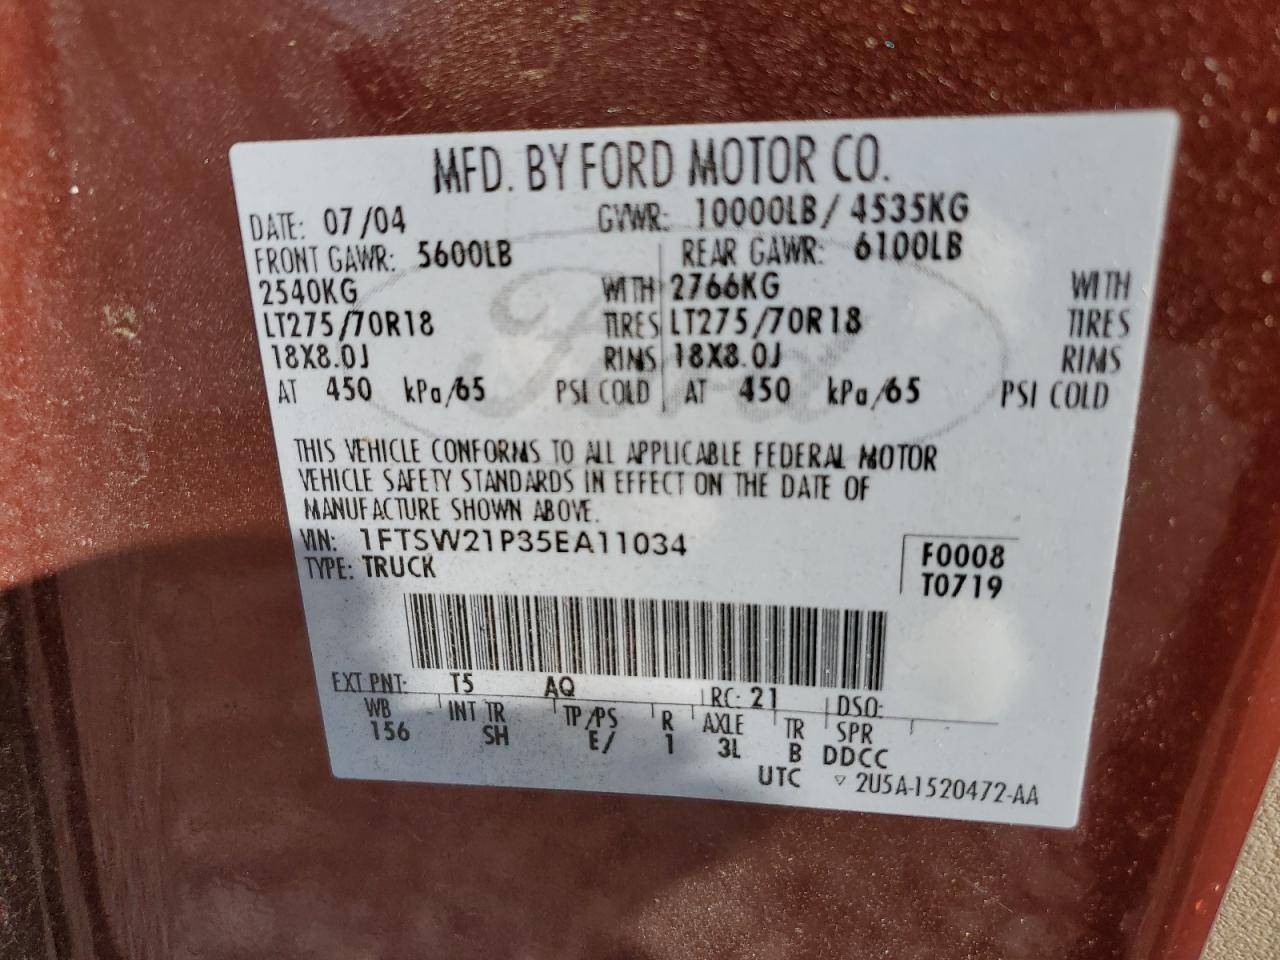 MFD. BY FORD MOTOR CO.
DATE: 07/04 GVWR: 10000LB/ 4535KG
FRONT GAWR: 5600LB REAR GAWR: 6100LB
2540KG WITH 2766KG WITH
LT275/70R18 TIRES LT275/70R18 TIRES
18X8.0J RIMS 18X8.0J RIMS
AT 450 kPa/65 PSI COLD AT 450 kPa/65 PSI COLD
Ford
THIS VEHICLE CONFORMS TO ALL APPLICABLE FEDERAL MOTOR
VEHICLE SAFETY STANDARDS IN EFFECT ON THE DATE OF
MANUFACTURE SHOWN ABOVE.
VIN: 1FTSW21P35EA11034 F0008
TYPE: TRUCK T0719
EXT PNT: T5 AQ RC: 21 DSO:
WB INT TR TP/PS R AXLE TR SPR
156 SH E/ 1 3L B DDCC
UTC ▽ 2U5A-1520472-AA